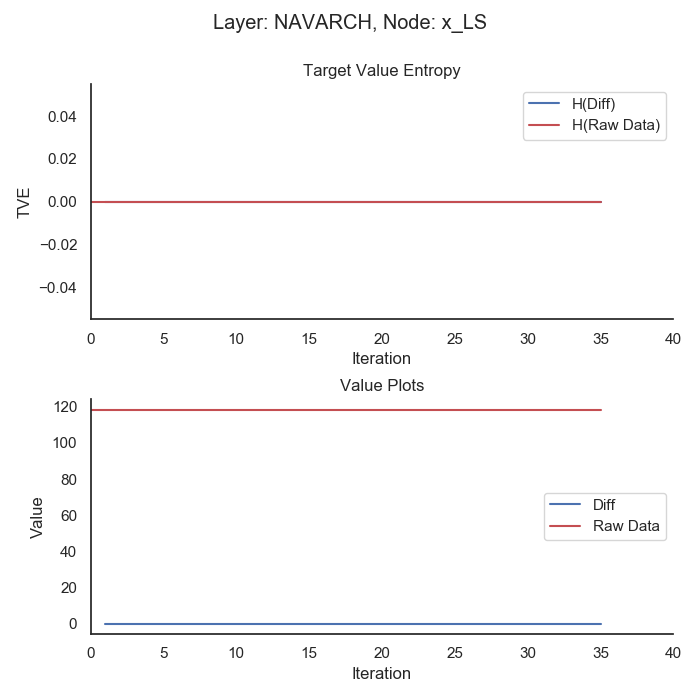 Layer: NAVARCH, Node: x_LS
Target Value Entropy
H(Diff)
H(Raw Data)
0.04
0.02
0.00
−0.02
−0.04
TVE
0 5 10 15 20 25 30 35 40
Iteration
Value Plots
120
100
80
60
40
20
0
Value
Diff
Raw Data
0 5 10 15 20 25 30 35 40
Iteration